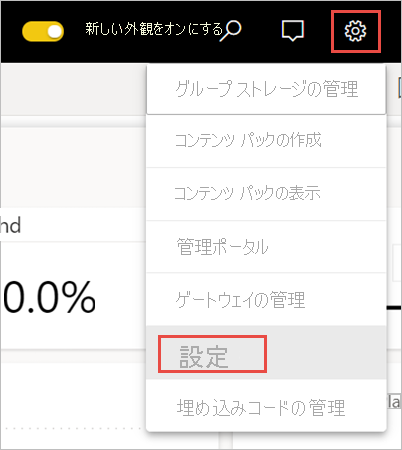 新しい外観をオンにする
グループ ストレージの管理
コンテンツ パックの作成
コンテンツ パックの表示
管理ポータル
hd
0.0%
ゲートウェイの管理
設定
埋め込みコードの管理